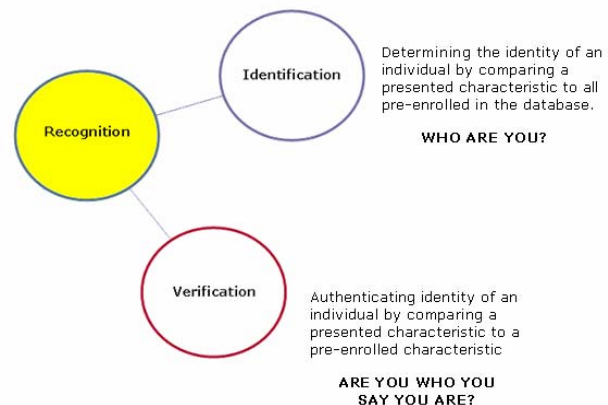 Identification
Determining the identity of an
individual by comparing a
presented characteristic to all
pre-enrolled in the database.
WHO ARE YOU?
Recognition
Verification
Authenticating identity of an
individual by comparing a
presented characteristic to a
pre-enrolled characteristic
ARE YOU WHO YOU
SAY YOU ARE?